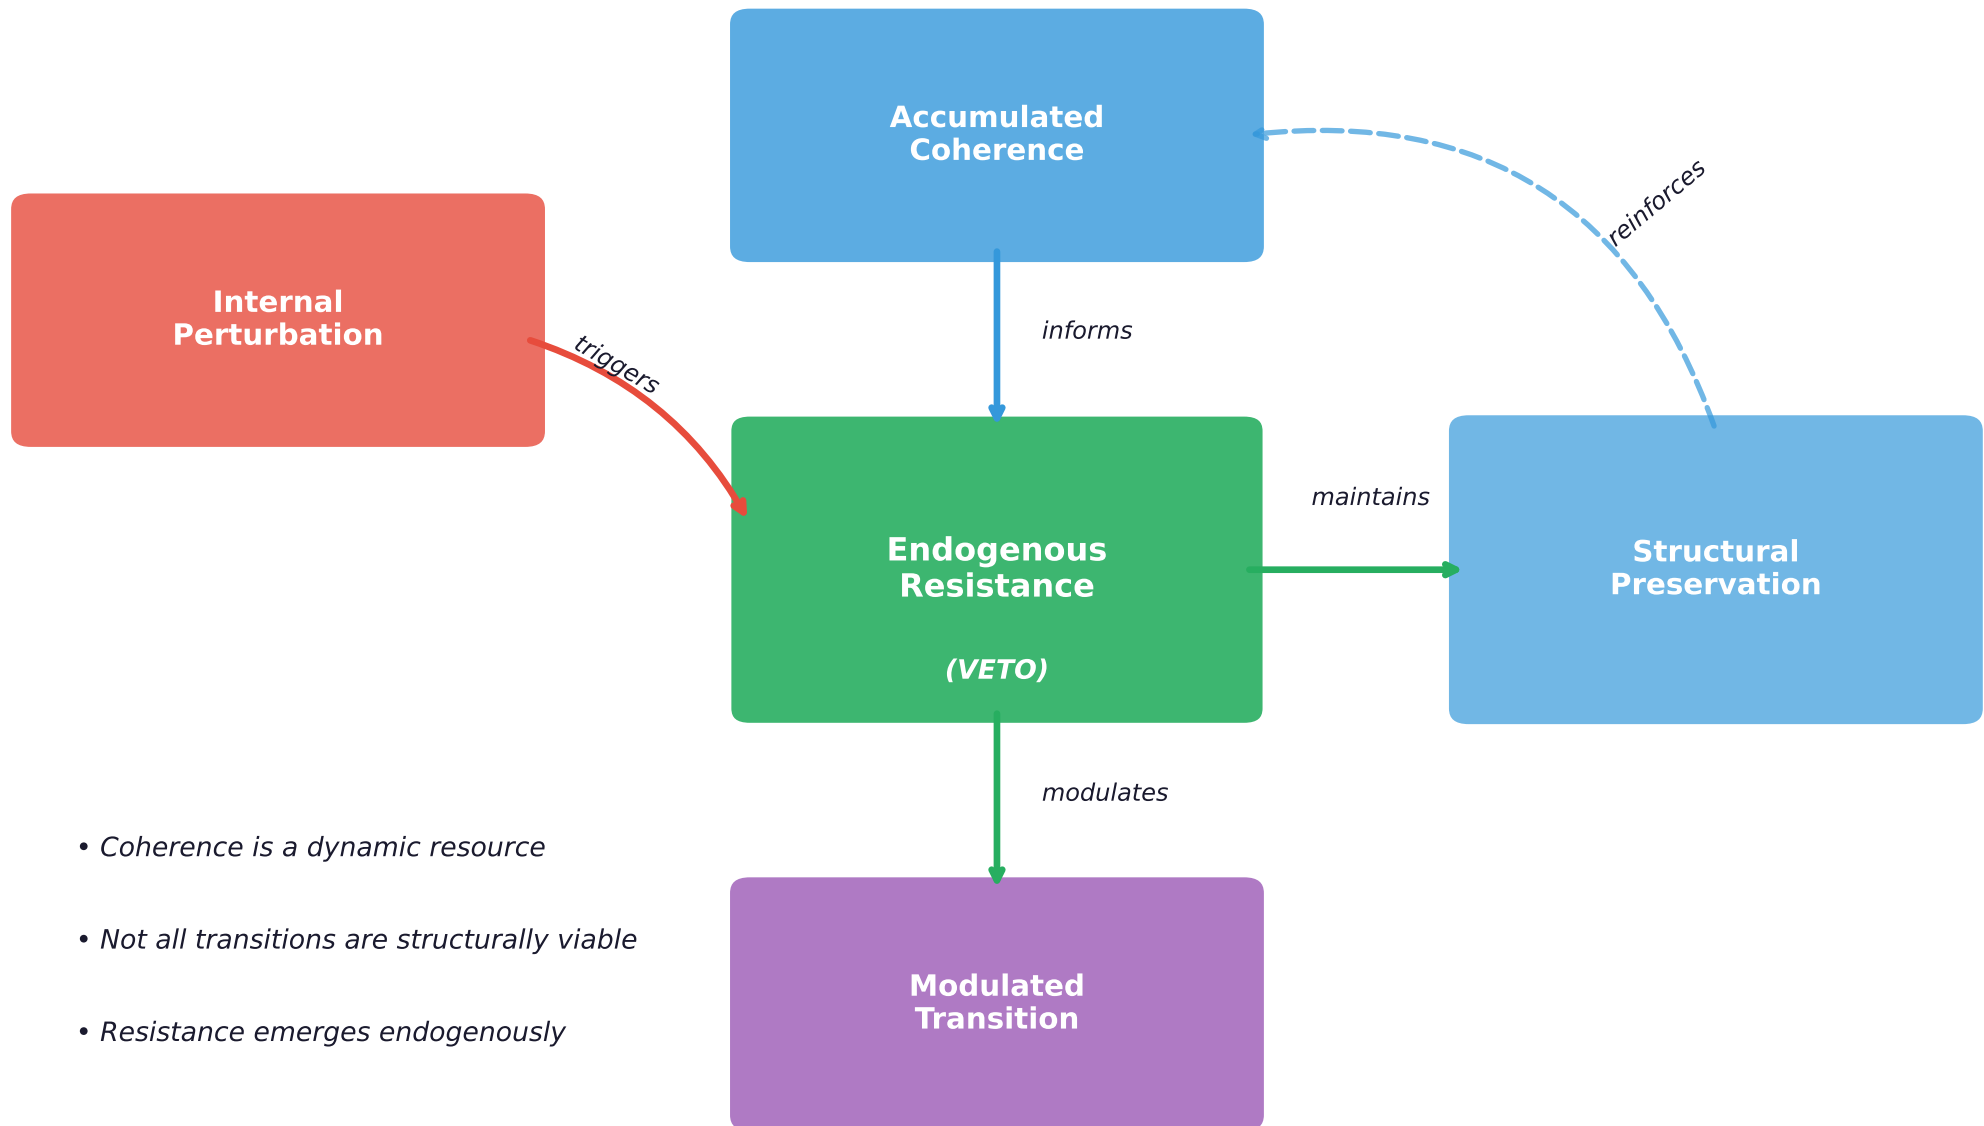 Accumulated
Coherence
Internal
Perturbation
triggers
informs
reinforces
Endogenous
Resistance
(VETO)
maintains
Structural
Preservation
modulates
Modulated
Transition
• Coherence is a dynamic resource
• Not all transitions are structurally viable
• Resistance emerges endogenously